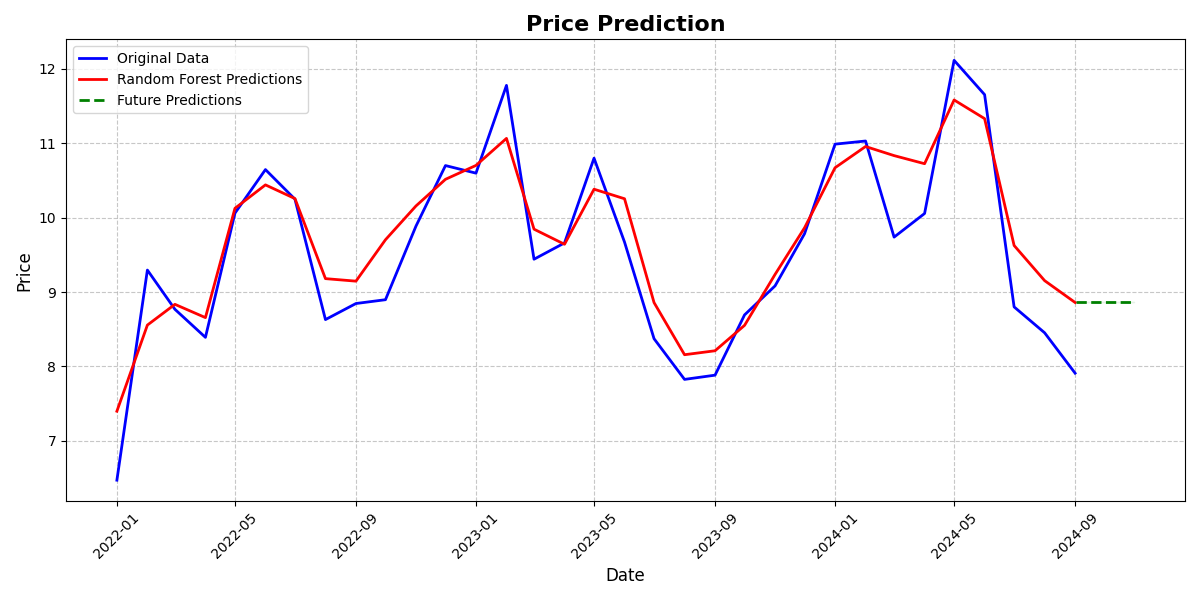 Price Prediction
Original Data
Random Forest Predictions
Future Predictions
Price
12
11
10
9
8
7
2022-01
2022-05
2022-09
2023-01
2023-05
2023-09
2024-01
2024-05
2024-09
Date